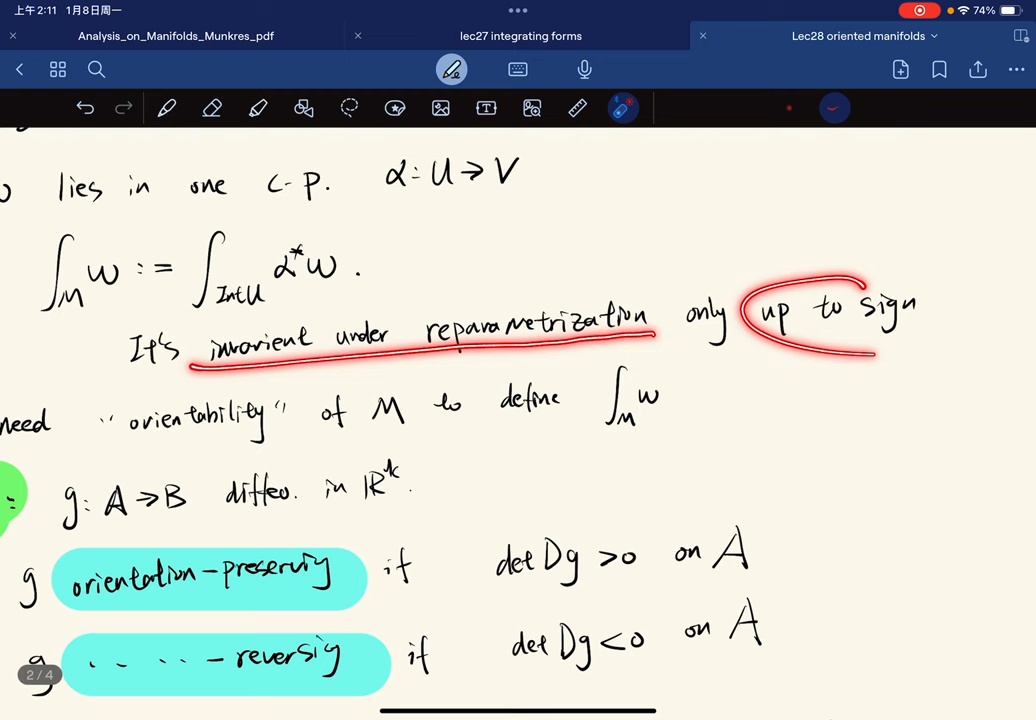 上午2:11 1月8日周一
74%
Analysis_on_Manifolds_Munkres_pdf
lec27 integrating forms
Lec28 oriented manifolds
lies in one C-P. α: U → V
∫_M ω := ∫_{Int U} α*ω .
It's invarient under reparametrization only up to sign
need "orientability" of M to define ∫_M ω
g: A → B diffeo. in ℝ^k.
g orientation-preservig if det Dg > 0 on A
g ..... -reversig if det Dg < 0 on A
2/4